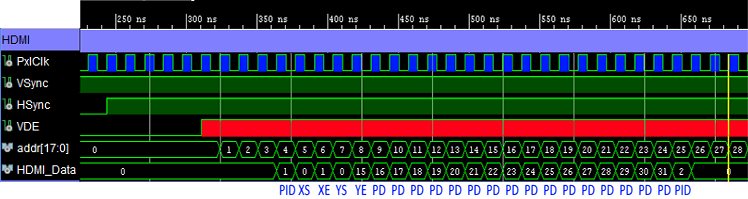 250 ns 300 ns 350 ns 400 ns 450 ns 500 ns 550 ns 600 ns 650 ns
HDMI
PxlClk
VSync
HSync
VDE
addr[17:0] 0 1 2 3 4 5 6 7 8 9 10 11 12 13 14 15 16 17 18 19 20 21 22 23 24 25 26 27 28
HDMI_Data 0 1 0 1 0 15 16 17 18 19 20 21 22 23 24 25 26 27 28 29 30 31 2 0
PID XS XE YS YE PD PD PD PD PD PD PD PD PD PD PD PD PD PD PD PD PID